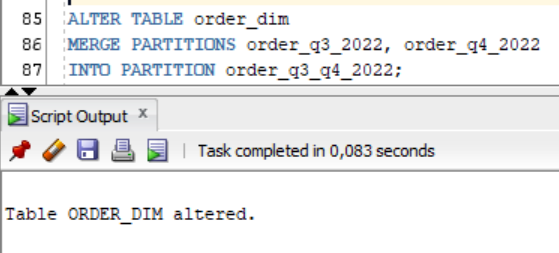 85 ALTER TABLE order_dim
86 MERGE PARTITIONS order_q3_2022, order_q4_2022
87 INTO PARTITION order_q3_q4_2022;
Script Output x
Task completed in 0,083 seconds
Table ORDER_DIM altered.